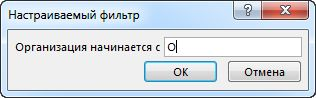 Настраиваемый фильтр
Организация начинается с О
ОК
Отмена